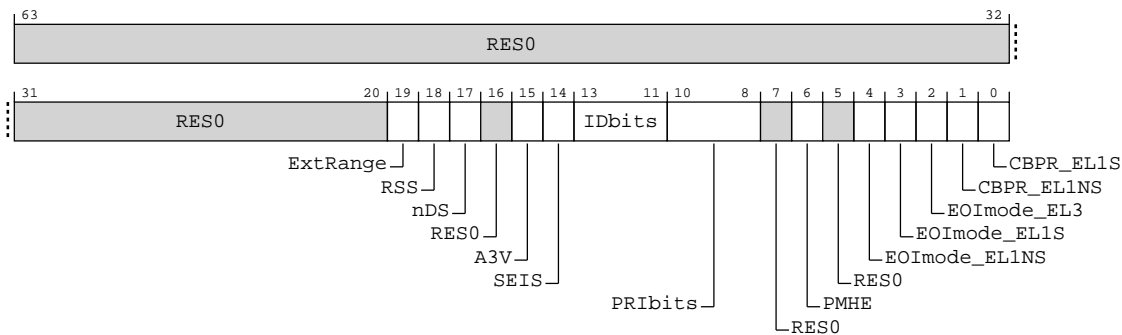 63 32
RES0
31 20 19 18 17 16 15 14 13 11 10 8 7 6 5 4 3 2 1 0
RES0 IDbits
ExtRange CBPR_EL1S
RSS CBPR_EL1NS
nDS EOImode_EL3
RES0 EOImode_EL1S
A3V EOImode_EL1NS
SEIS RES0
PRIbits PMHE
RES0